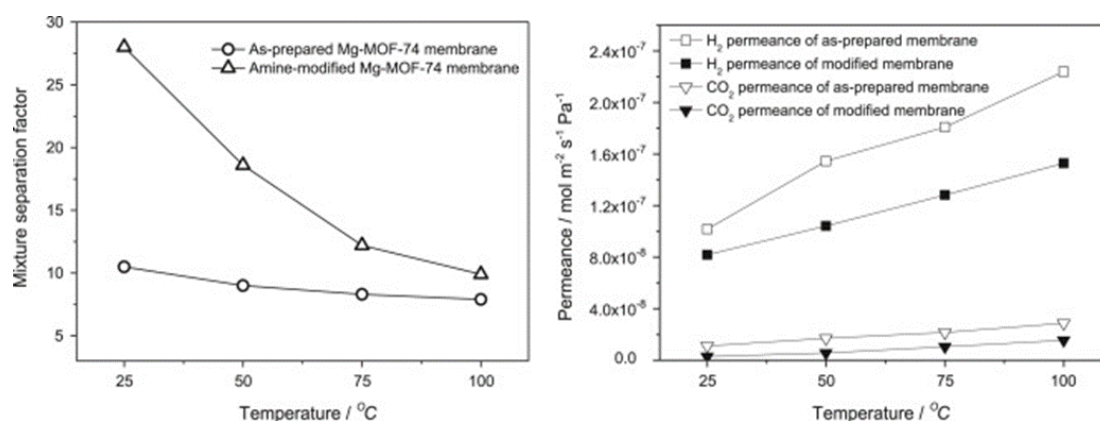 30
25
20
15
10
5
Mixture separation factor
As-prepared Mg-MOF-74 membrane
Amine-modified Mg-MOF-74 membrane
25 50 75 100
Temperature / °C
2.4x10⁻⁷
2.0x10⁻⁷
1.6x10⁻⁷
1.2x10⁻⁷
8.0x10⁻⁸
4.0x10⁻⁸
0.0
Permeance / mol m⁻² s⁻¹ Pa⁻¹
H₂ permeance of as-prepared membrane
H₂ permeance of modified membrane
CO₂ permeance of as-prepared membrane
CO₂ permeance of modified membrane
25 50 75 100
Temperature / °C